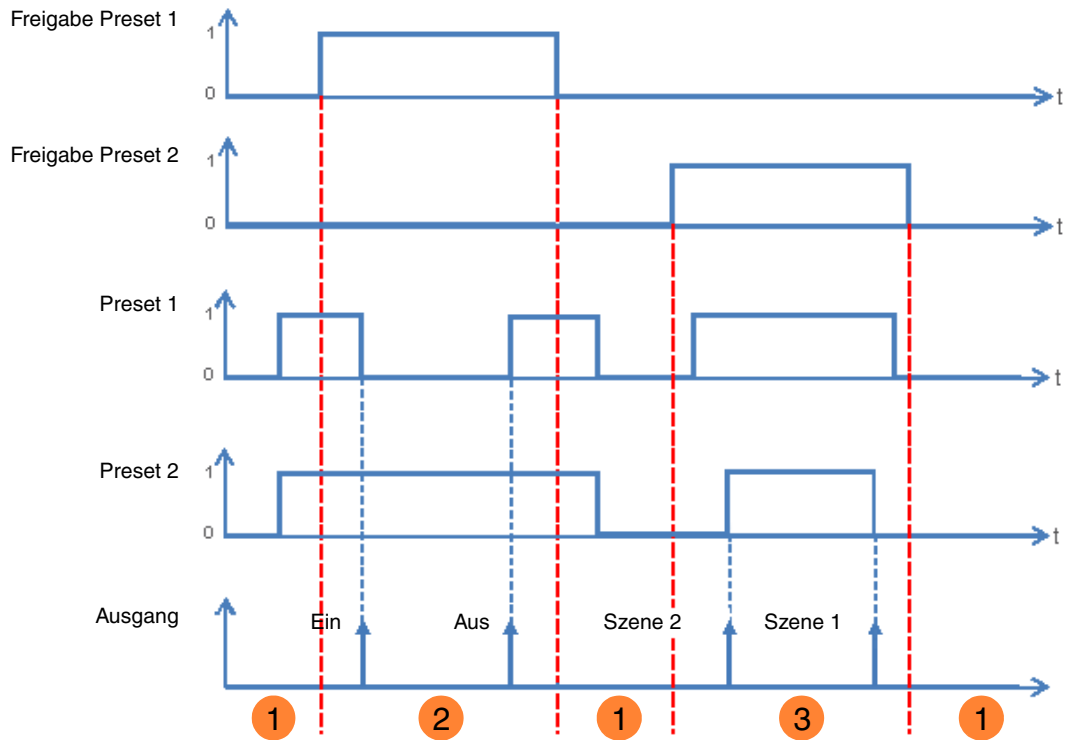 Freigabe Preset 1
1
0
t
Freigabe Preset 2
1
0
t
Preset 1
1
0
t
Preset 2
1
0
t
Ausgang
Ein
Aus
Szene 2
Szene 1
1
2
1
3
1